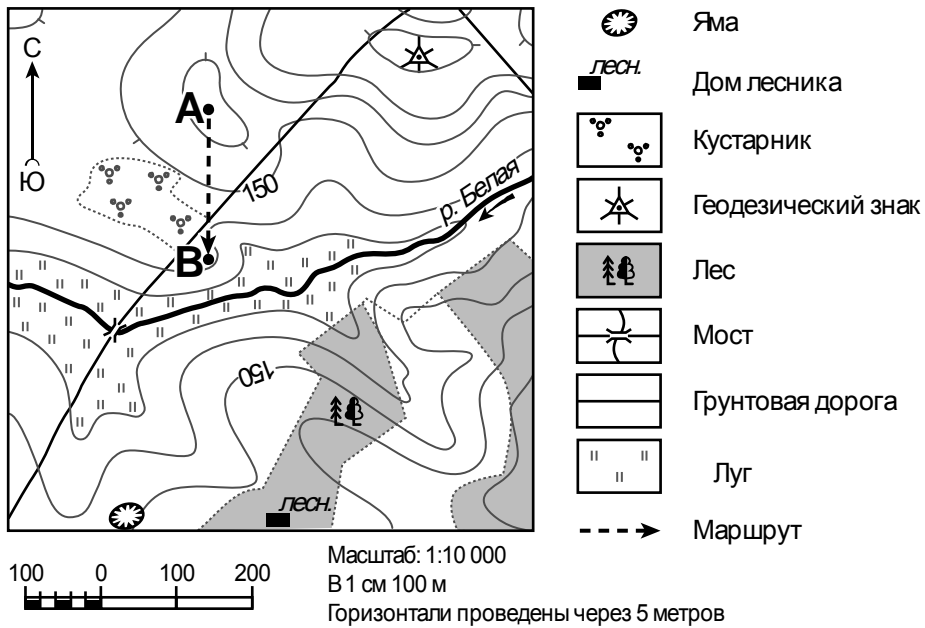 С
Ю
А
В
150
р. Белая
150
лесн.
Яма
лесн.
Дом лесника
Кустарник
Геодезический знак
Лес
Мост
Грунтовая дорога
Луг
Маршрут
100 0 100 200
Масштаб: 1:10 000
В 1 см 100 м
Горизонтали проведены через 5 метров